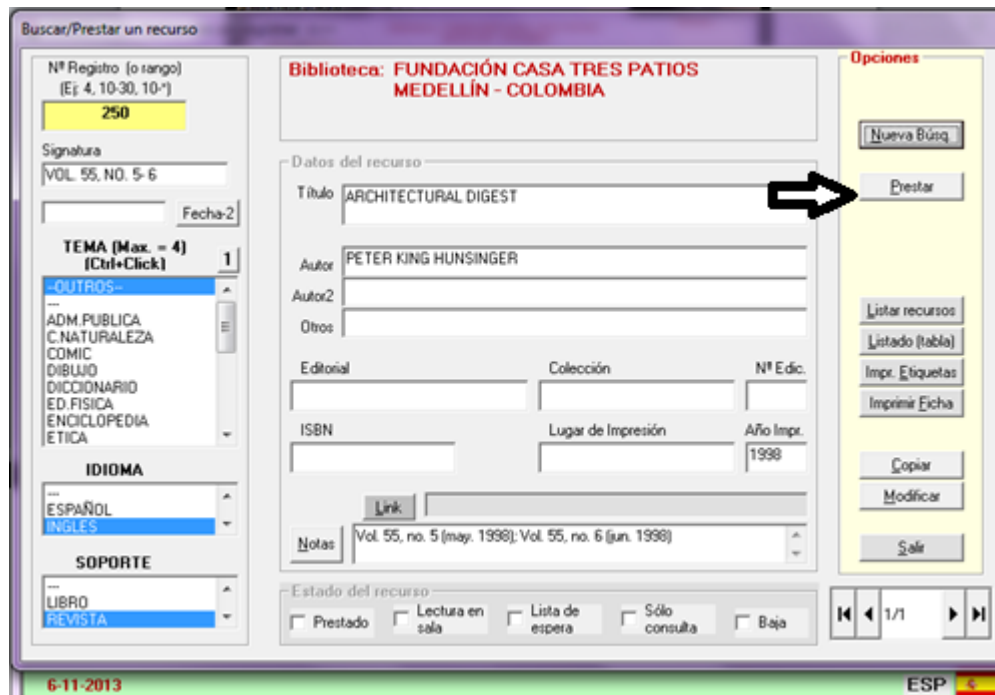 Buscar/Prestar un recurso
Nº Registro (o rango)
(Ej: 4, 10-30, 10-*)
250
Signatura
VOL. 55, NO. 5- 6
Fecha-2
TEMA (Max. = 4)
(Ctrl+Click)
1
--OUTROS--
---
ADM.PUBLICA
C.NATURALEZA
COMIC
DIBUJO
DICCIONARIO
ED.FISICA
ENCICLOPEDIA
ETICA
IDIOMA
---
ESPAÑOL
INGLES
SOPORTE
---
LIBRO
REVISTA
Biblioteca: FUNDACIÓN CASA TRES PATIOS
MEDELLÍN - COLOMBIA
Datos del recurso
Título ARCHITECTURAL DIGEST
Autor PETER KING HUNSINGER
Autor2
Otros
Editorial Colección Nº Edic.
ISBN Lugar de Impresión Año Impr.
1998
Link
Notas Vol. 55, no. 5 (may. 1998); Vol. 55, no. 6 (jun. 1998)
Estado del recurso
Prestado
Lectura en sala
Lista de espera
Sólo consulta
Baja
Opciones
Nueva Búsq.
Prestar
Listar recursos
Listado (tabla)
Impr. Etiquetas
Imprimir Ficha
Copiar
Modificar
Salir
1/1
6-11-2013
ESP